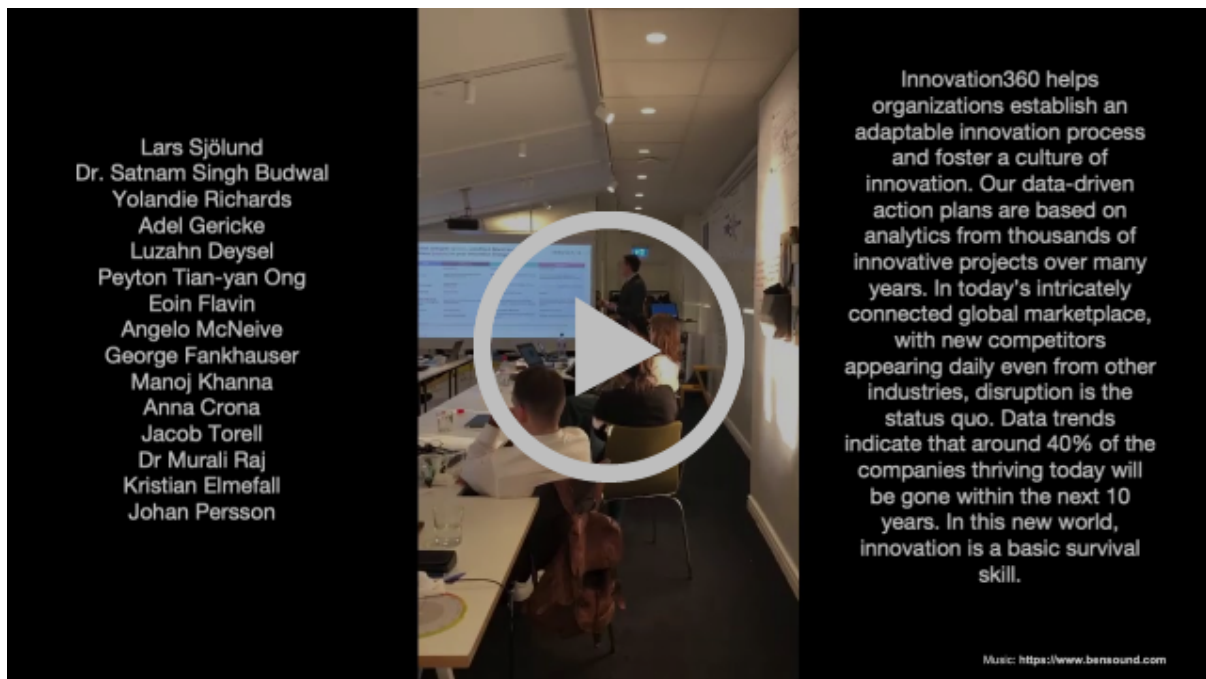 Lars Sjölund
Dr. Satnam Singh Budwal
Yolandie Richards
Adel Gericke
Luzahn Deysel
Peyton Tian-yan Ong
Eoin Flavin
Angelo McNeive
George Fankhauser
Manoj Khanna
Anna Crona
Jacob Torell
Dr Murali Raj
Kristian Elmefall
Johan Persson
Innovation360 helps
organizations establish an
adaptable innovation process
and foster a culture of
innovation. Our data-driven
action plans are based on
analytics from thousands of
innovative projects over many
years. In today's intricately
connected global marketplace,
with new competitors
appearing daily even from other
industries, disruption is the
status quo. Data trends
indicate that around 40% of the
companies thriving today will
be gone within the next 10
years. In this new world,
innovation is a basic survival
skill.
Music: https://www.bensound.com